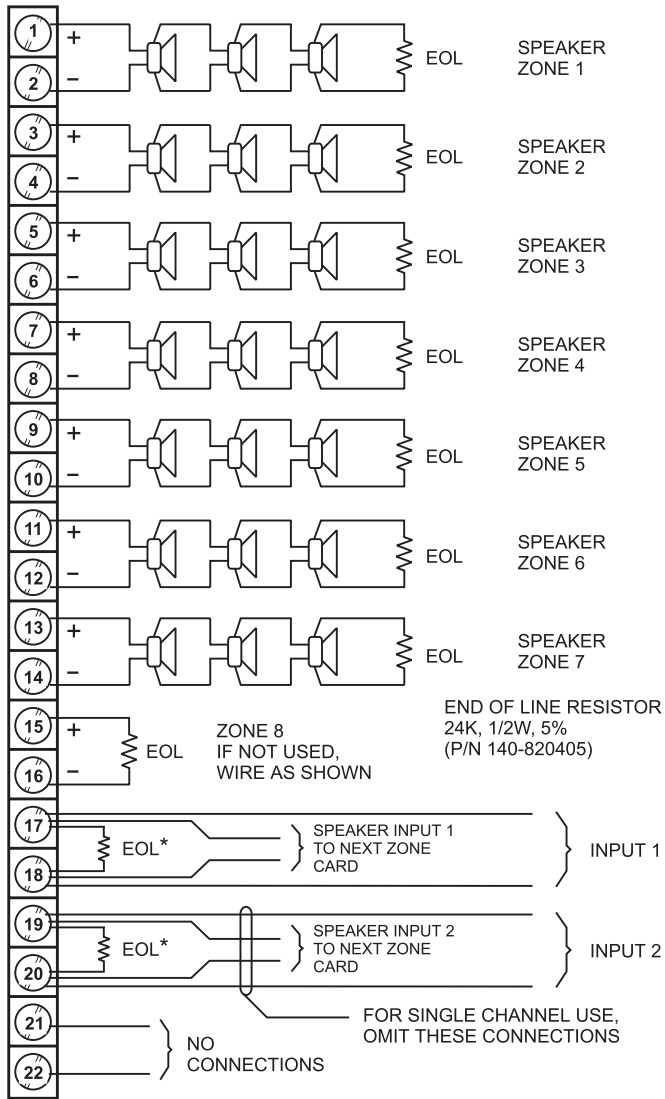 1
+
EOL
SPEAKER
ZONE 1
2
−
3
+
EOL
SPEAKER
ZONE 2
4
−
5
+
EOL
SPEAKER
ZONE 3
6
−
7
+
EOL
SPEAKER
ZONE 4
8
−
9
+
EOL
SPEAKER
ZONE 5
10
−
11
+
EOL
SPEAKER
ZONE 6
12
−
13
+
EOL
SPEAKER
ZONE 7
14
−
END OF LINE RESISTOR
24K, 1/2W, 5%
(P/N 140-820405)
15
+
EOL
ZONE 8
IF NOT USED,
WIRE AS SHOWN
16
−
17
EOL*
SPEAKER INPUT 1
TO NEXT ZONE
CARD
INPUT 1
18
19
EOL*
SPEAKER INPUT 2
TO NEXT ZONE
CARD
INPUT 2
20
FOR SINGLE CHANNEL USE,
OMIT THESE CONNECTIONS
21
NO
CONNECTIONS
22